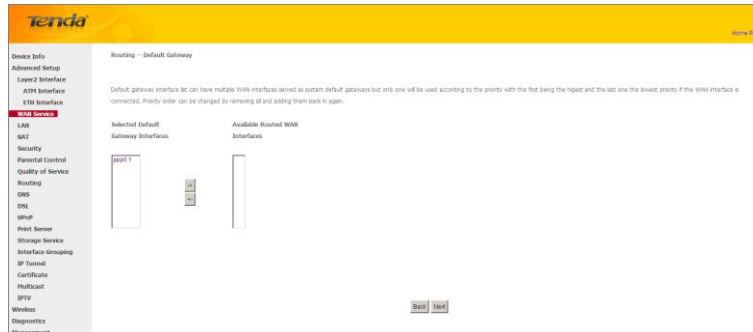 Tenda
Home P
Device Info
Advanced Setup
Layer2 Interface
ATM Interface
ETH Interface
WAN Service
LAN
NAT
Security
Parental Control
Quality of Service
Routing
DNS
DSL
UPnP
Print Server
Storage Service
Interface Grouping
IP Tunnel
Certificate
Multicast
IPTV
Wireless
Diagnostics
Management
Routing -- Default Gateway
Default gateway interface list can have multiple WAN interfaces served as system default gateways but only one will be used according to the priority with the first being the higest and the last one the lowest priority if the WAN interface is
connected. Priority order can be changed by removing all and adding them back in again.
Selected Default
Gateway Interfaces
Available Routed WAN
Interfaces
ppp0.1
->
<-
Back Next